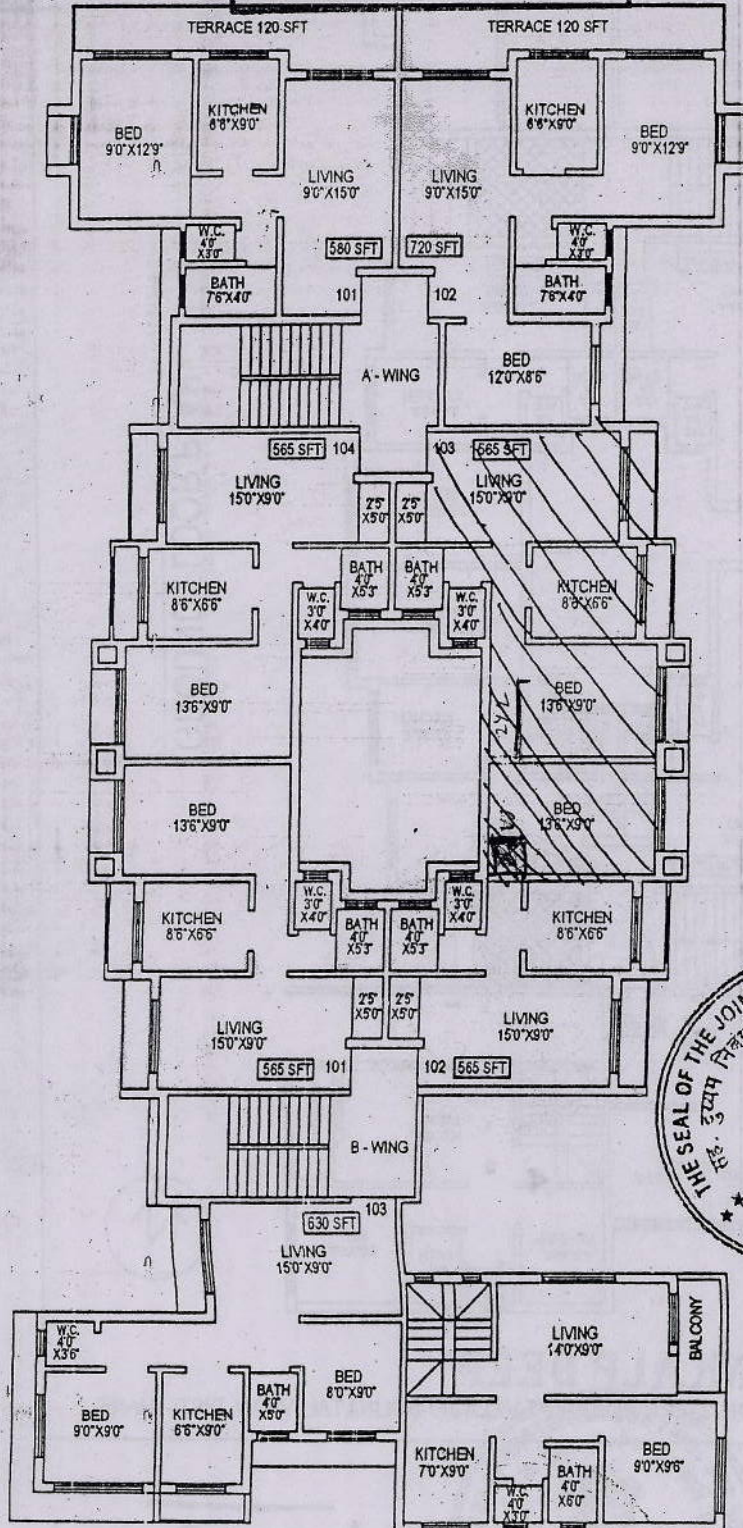 TERRACE 120 SFT
TERRACE 120 SFT
BED
9'0"X12'9"
KITCHEN
6'6"X9'0"
LIVING
9'0"X15'0"
LIVING
9'0"X15'0"
KITCHEN
6'6"X9'0"
BED
9'0"X12'9"
W.C.
4'0"
X3'0"
580 SFT
720 SFT
W.C.
4'0"
X3'0"
BATH
7'6"X4'0"
101
102
BATH
7'6"X4'0"
A - WING
BED
12'0"X8'6"
565 SFT
104
103
565 SFT
LIVING
15'0"X9'0"
2'5"
X5'0"
2'5"
X5'0"
LIVING
15'0"X9'0"
KITCHEN
8'6"X6'6"
W.C.
3'0"
X4'0"
BATH
4'0"
X5'3"
BATH
4'0"
X5'3"
W.C.
3'0"
X4'0"
KITCHEN
8'6"X6'6"
BED
13'6"X9'0"
BED
13'6"X9'0"
BED
13'6"X9'0"
BED
13'6"X9'0"
KITCHEN
8'6"X6'6"
W.C.
3'0"
X4'0"
BATH
4'0"
X5'3"
BATH
4'0"
X5'3"
W.C.
3'0"
X4'0"
KITCHEN
8'6"X6'6"
LIVING
15'0"X9'0"
2'5"
X5'0"
2'5"
X5'0"
LIVING
15'0"X9'0"
565 SFT
101
102
565 SFT
THE SEAL OF THE JOIN
सह. दुय्यम
B - WING
103
630 SFT
LIVING
15'0"X9'0"
W.C.
4'0"
X3'6"
BED
9'0"X9'0"
KITCHEN
6'6"X9'0"
BATH
4'0"
X5'0"
BED
8'0"X9'0"
LIVING
14'0"X9'0"
BALCONY
KITCHEN
7'0"X9'0"
W.C.
4'0"
X3'0"
BATH
4'0"
X6'0"
BED
9'0"X9'6"